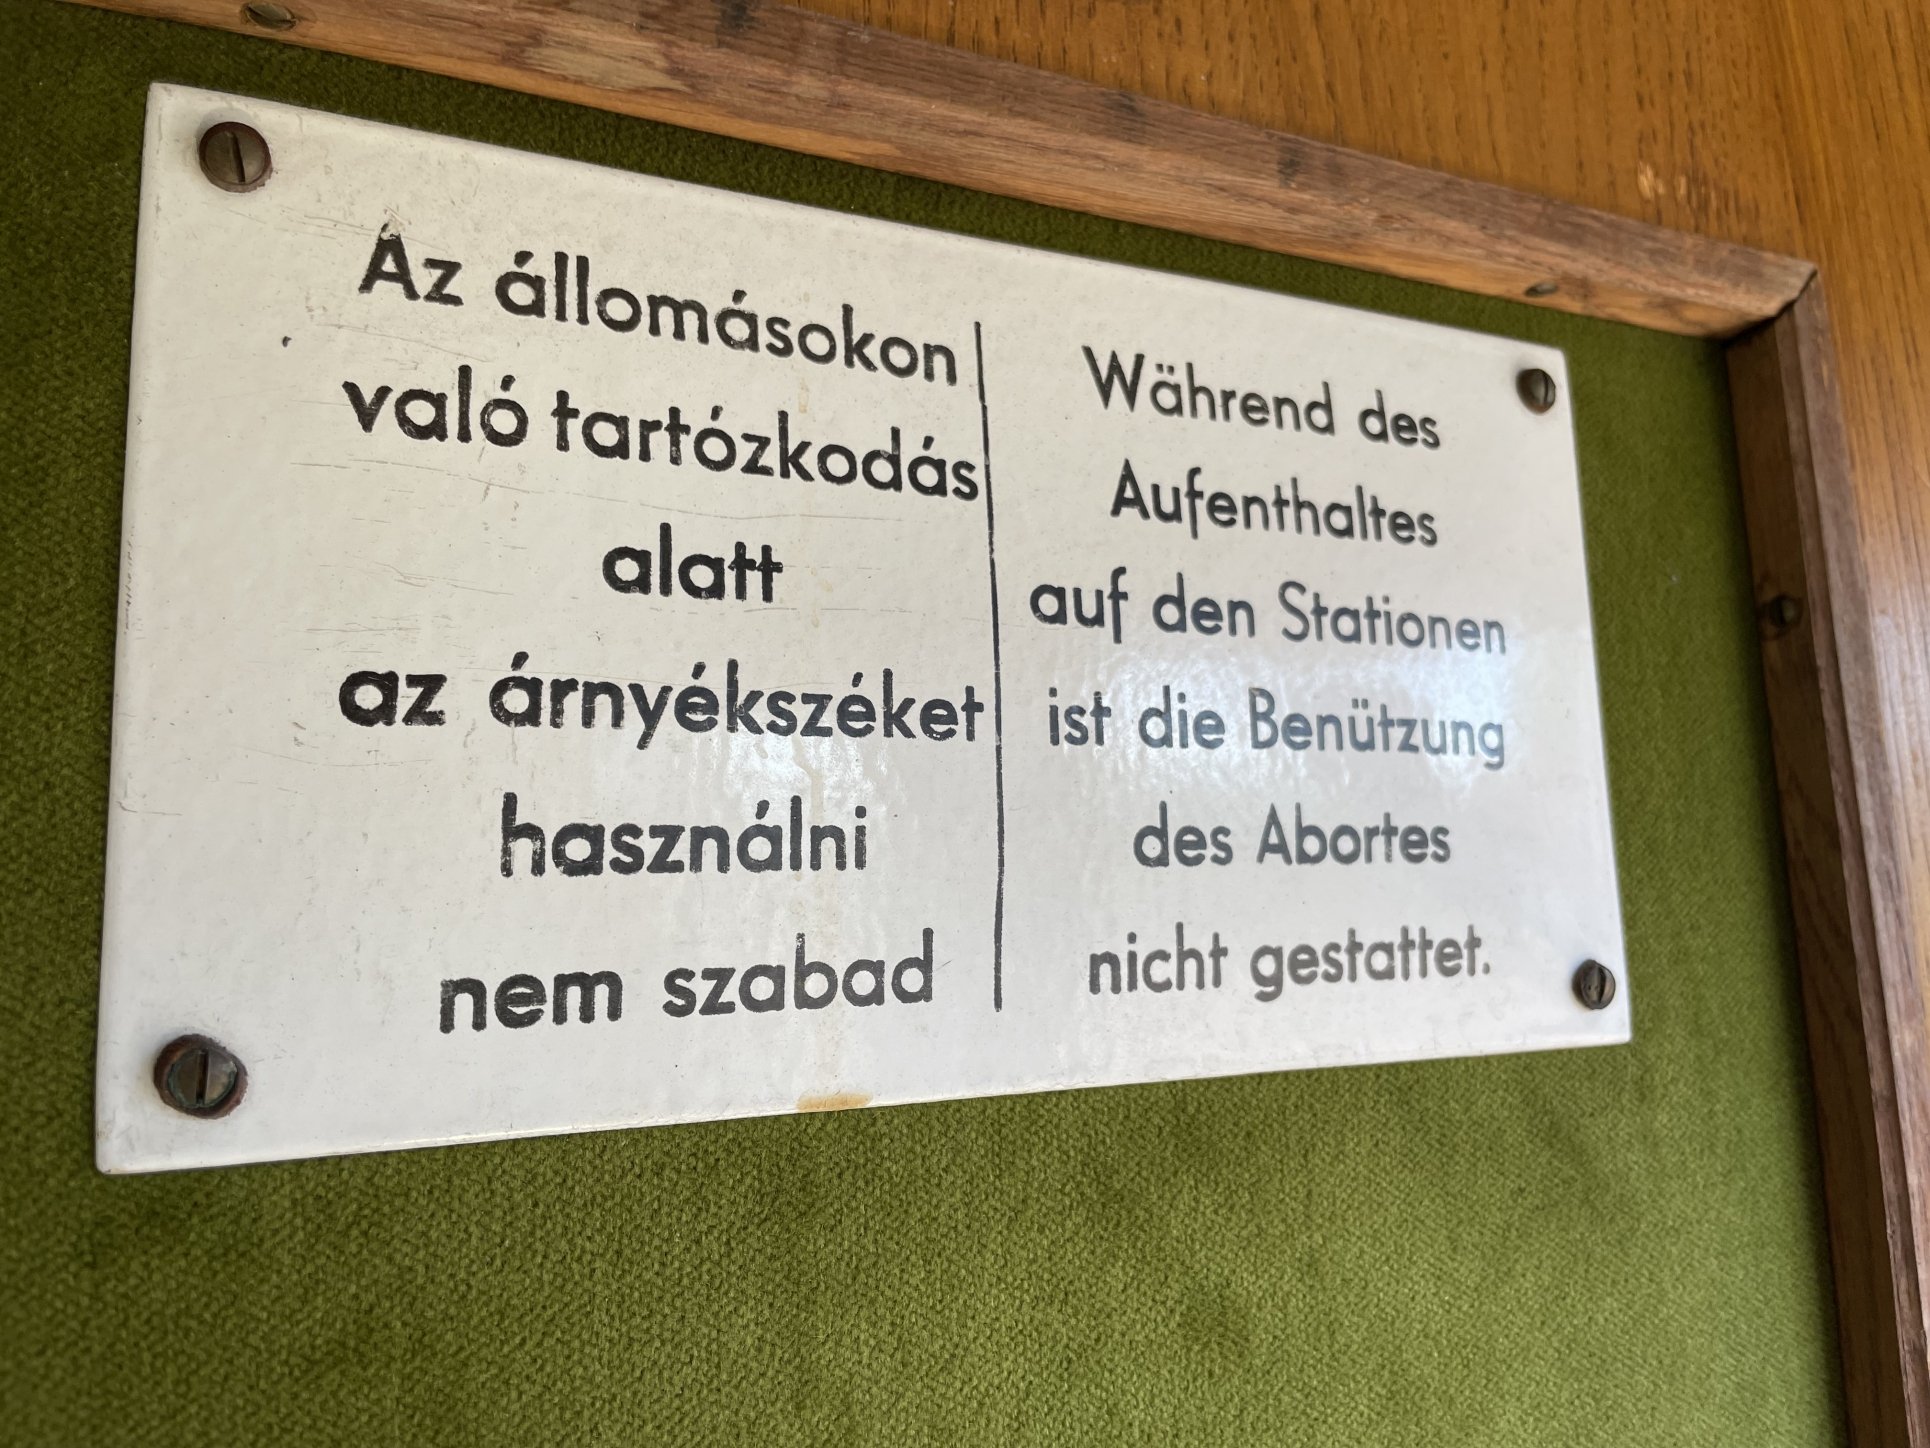 Az állomásokon
való tartózkodás
alatt
az árnyékszéket
használni
nem szabad
Während des
Aufenthaltes
auf den Stationen
ist die Benützung
des Abortes
nicht gestattet.